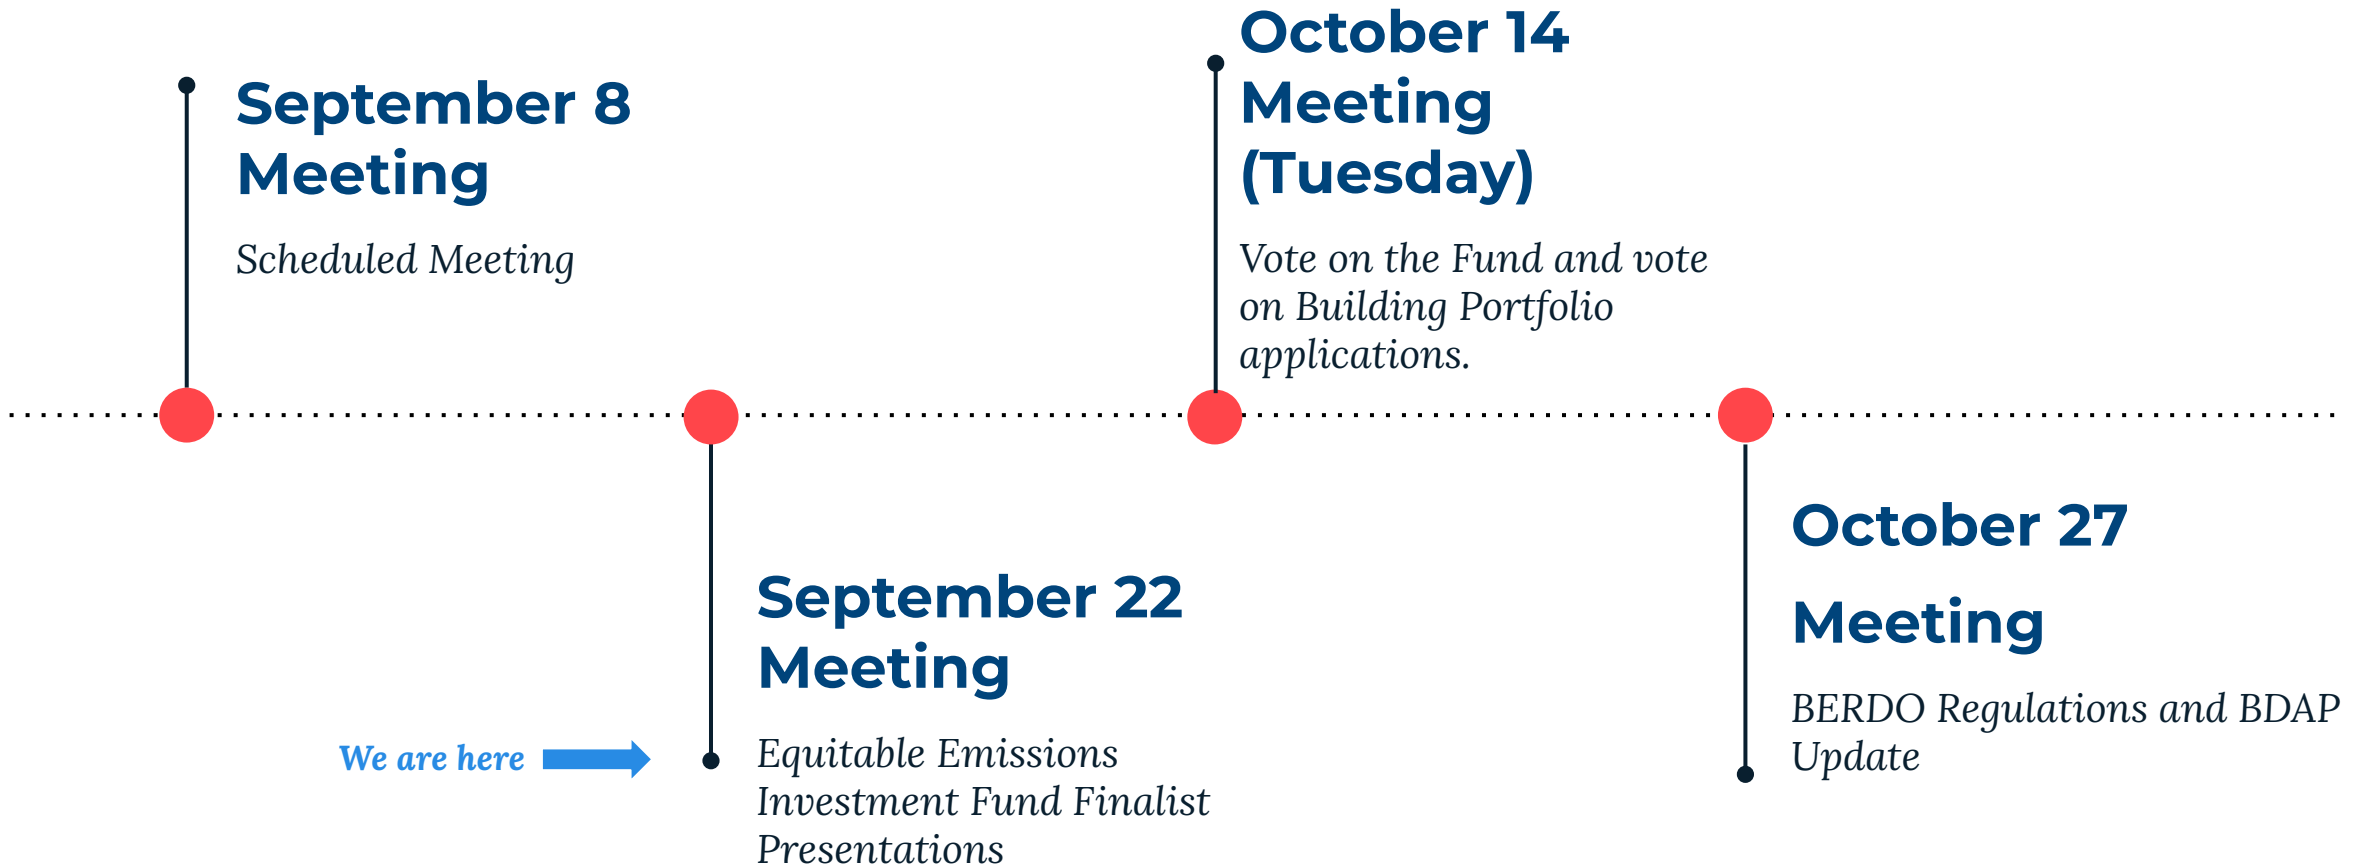 September 8
Meeting
Scheduled Meeting
We are here
September 22
Meeting
Equitable Emissions
Investment Fund Finalist
Presentations
October 14
Meeting
(Tuesday)
Vote on the Fund and vote
on Building Portfolio
applications.
October 27
Meeting
BERDO Regulations and BDAP
Update